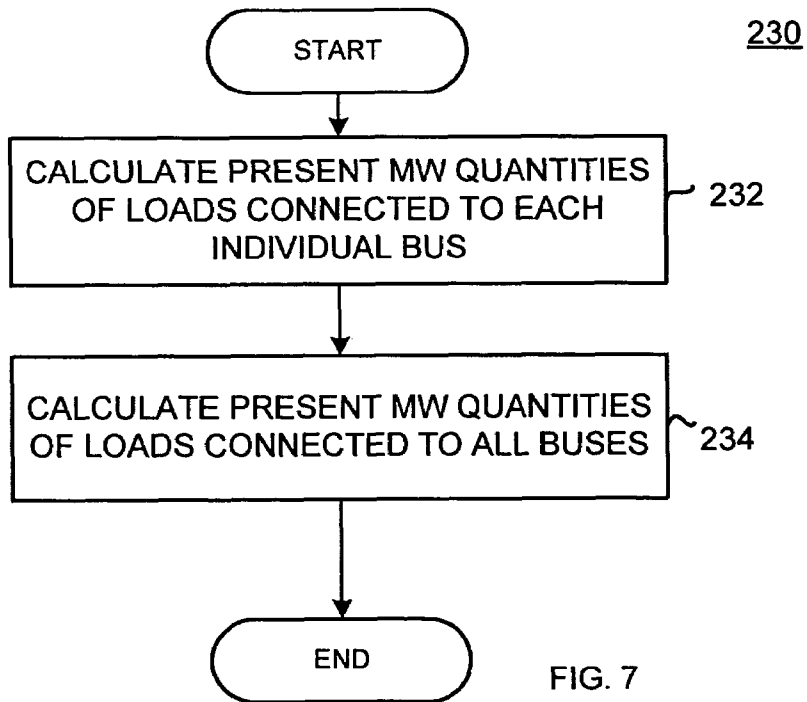 230
START
CALCULATE PRESENT MW QUANTITIES
OF LOADS CONNECTED TO EACH
INDIVIDUAL BUS
232
CALCULATE PRESENT MW QUANTITIES
OF LOADS CONNECTED TO ALL BUSES
234
END
FIG. 7